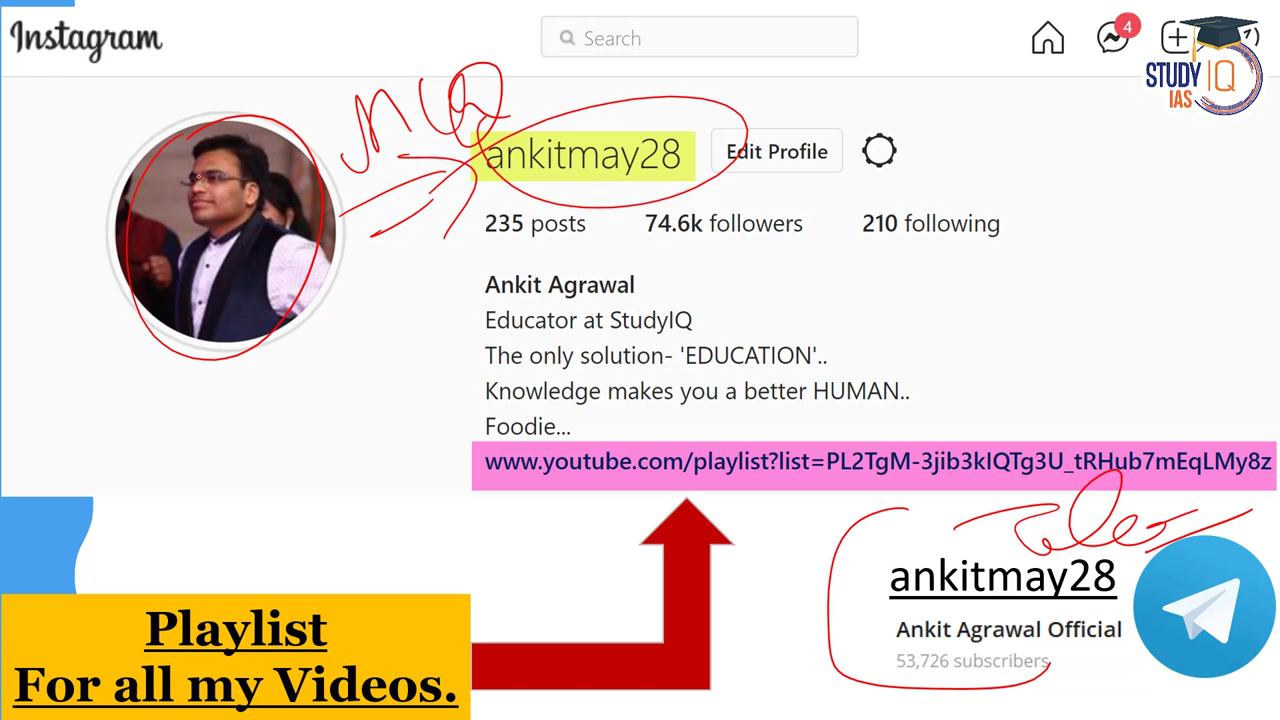 Instagram
Search
4
STUDY IQ
IAS
MCQ
ankitmay28
Edit Profile
235 posts 74.6k followers 210 following
Ankit Agrawal
Educator at StudyIQ
The only solution- 'EDUCATION'..
Knowledge makes you a better HUMAN..
Foodie...
www.youtube.com/playlist?list=PL2TgM-3jib3kIQTg3U_tRHub7mEqLMy8z
ankitmay28
Ankit Agrawal Official
53,726 subscribers
Playlist
For all my Videos.